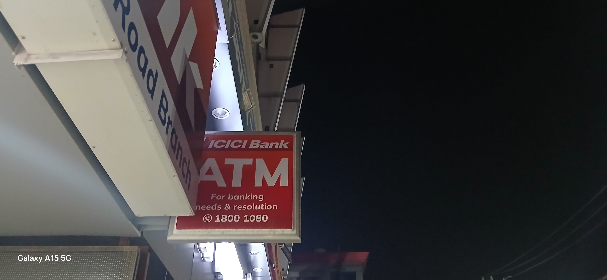 Road Branch
ICICI Bank
ATM
For banking
needs & resolution
1800 1080
Galaxy A15 5G